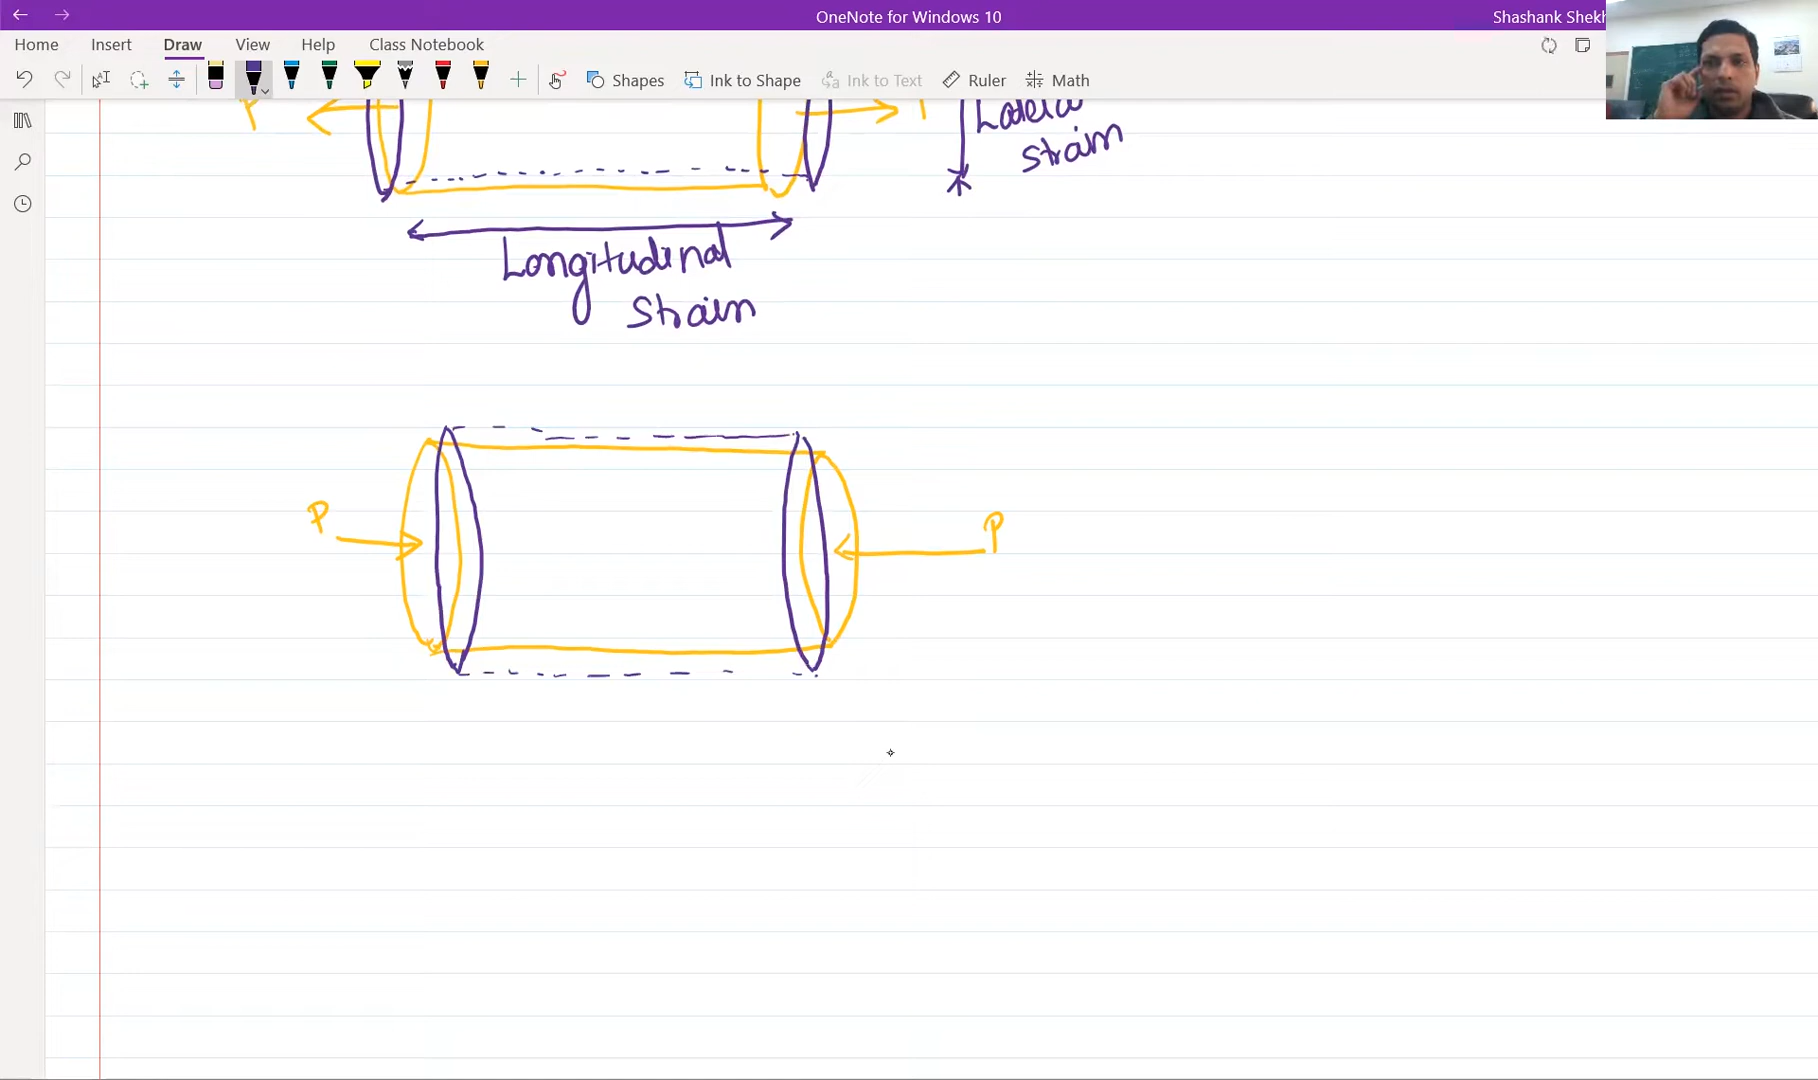 OneNote for Windows 10
Shashank Shekh
Home Insert Draw View Help Class Notebook
Shapes Ink to Shape Ink to Text Ruler Math
P
strain
Longitudinal
Strain
P
P